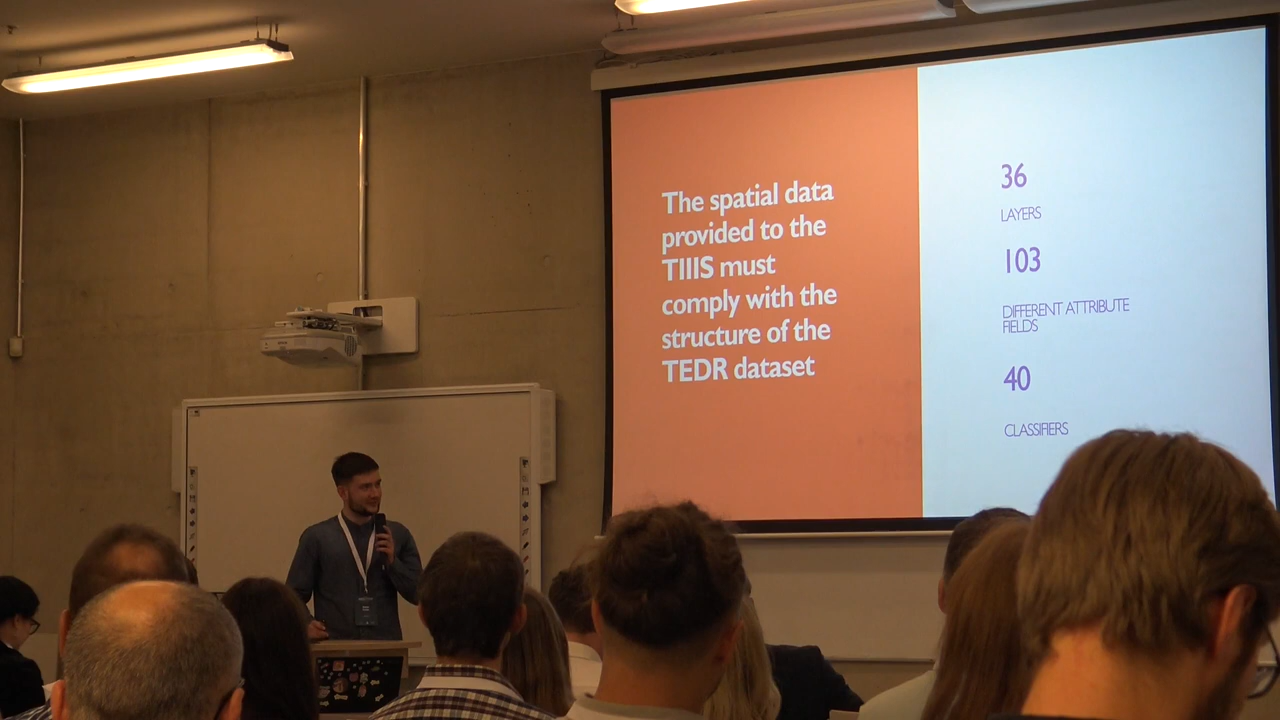 The spatial data
provided to the
TIIIS must
comply with the
structure of the
TEDR dataset
36
LAYERS
103
DIFFERENT ATTRIBUTE
FIELDS
40
CLASSIFIERS